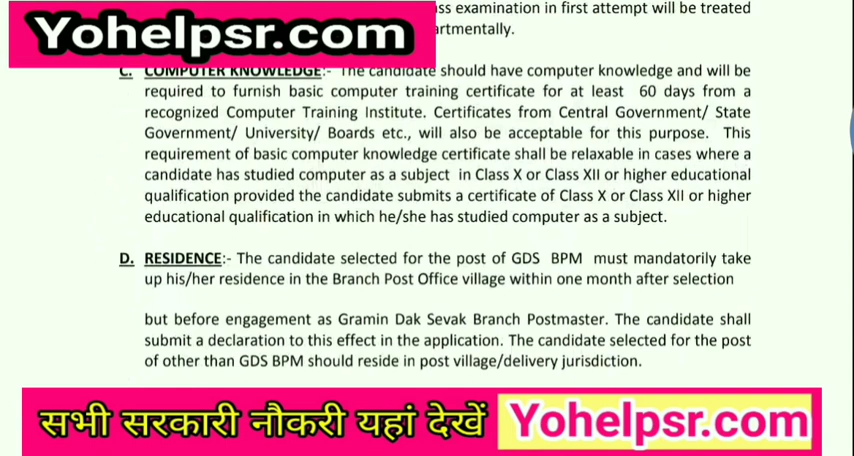 ss examination in first attempt will be treated
Yohelpsr.com
rtmentally.
C. COMPUTER KNOWLEDGE:- The candidate should have computer knowledge and will be
required to furnish basic computer training certificate for at least 60 days from a
recognized Computer Training Institute. Certificates from Central Government/ State
Government/ University/ Boards etc., will also be acceptable for this purpose. This
requirement of basic computer knowledge certificate shall be relaxable in cases where a
candidate has studied computer as a subject in Class X or Class XII or higher educational
qualification provided the candidate submits a certificate of Class X or Class XII or higher
educational qualification in which he/she has studied computer as a subject.
D. RESIDENCE:- The candidate selected for the post of GDS BPM must mandatorily take
up his/her residence in the Branch Post Office village within one month after selection
but before engagement as Gramin Dak Sevak Branch Postmaster. The candidate shall
submit a declaration to this effect in the application. The candidate selected for the post
of other than GDS BPM should reside in post village/delivery jurisdiction.
सभी सरकारी नौकरी यहां देखें Yohelpsr.com